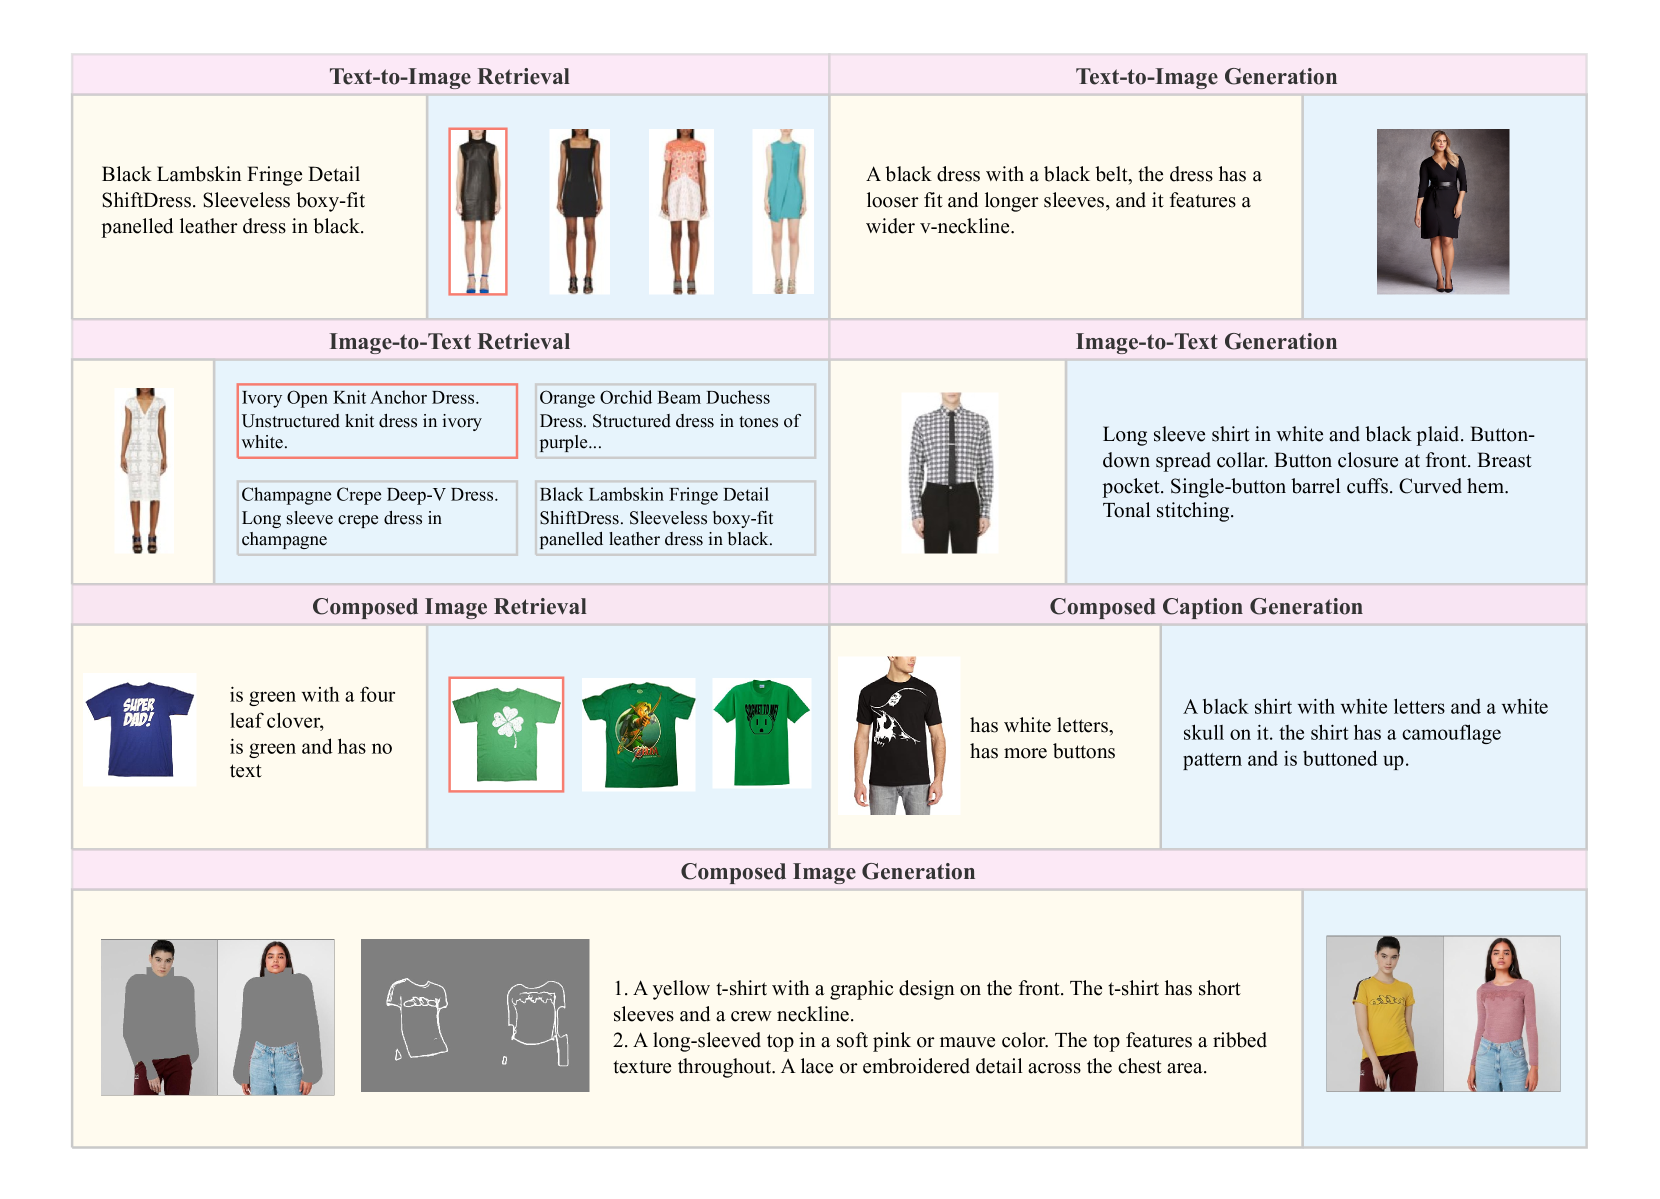 Text-to-Image Retrieval
Text-to-Image Generation
Black Lambskin Fringe Detail
ShiftDress. Sleeveless boxy-fit
panelled leather dress in black.
A black dress with a black belt, the dress has a
looser fit and longer sleeves, and it features a
wider v-neckline.
Image-to-Text Retrieval
Image-to-Text Generation
Ivory Open Knit Anchor Dress.
Unstructured knit dress in ivory
white.
Orange Orchid Beam Duchess
Dress. Structured dress in tones of
purple...
Champagne Crepe Deep-V Dress.
Long sleeve crepe dress in
champagne
Black Lambskin Fringe Detail
ShiftDress. Sleeveless boxy-fit
panelled leather dress in black.
Long sleeve shirt in white and black plaid. Button-
down spread collar. Button closure at front. Breast
pocket. Single-button barrel cuffs. Curved hem.
Tonal stitching.
Composed Image Retrieval
Composed Caption Generation
SUPER
DAD!
is green with a four
leaf clover,
is green and has no
text
SOCKET TO ME!
has white letters,
has more buttons
A black shirt with white letters and a white
skull on it. the shirt has a camouflage
pattern and is buttoned up.
Composed Image Generation
1. A yellow t-shirt with a graphic design on the front. The t-shirt has short
sleeves and a crew neckline.
2. A long-sleeved top in a soft pink or mauve color. The top features a ribbed
texture throughout. A lace or embroidered detail across the chest area.